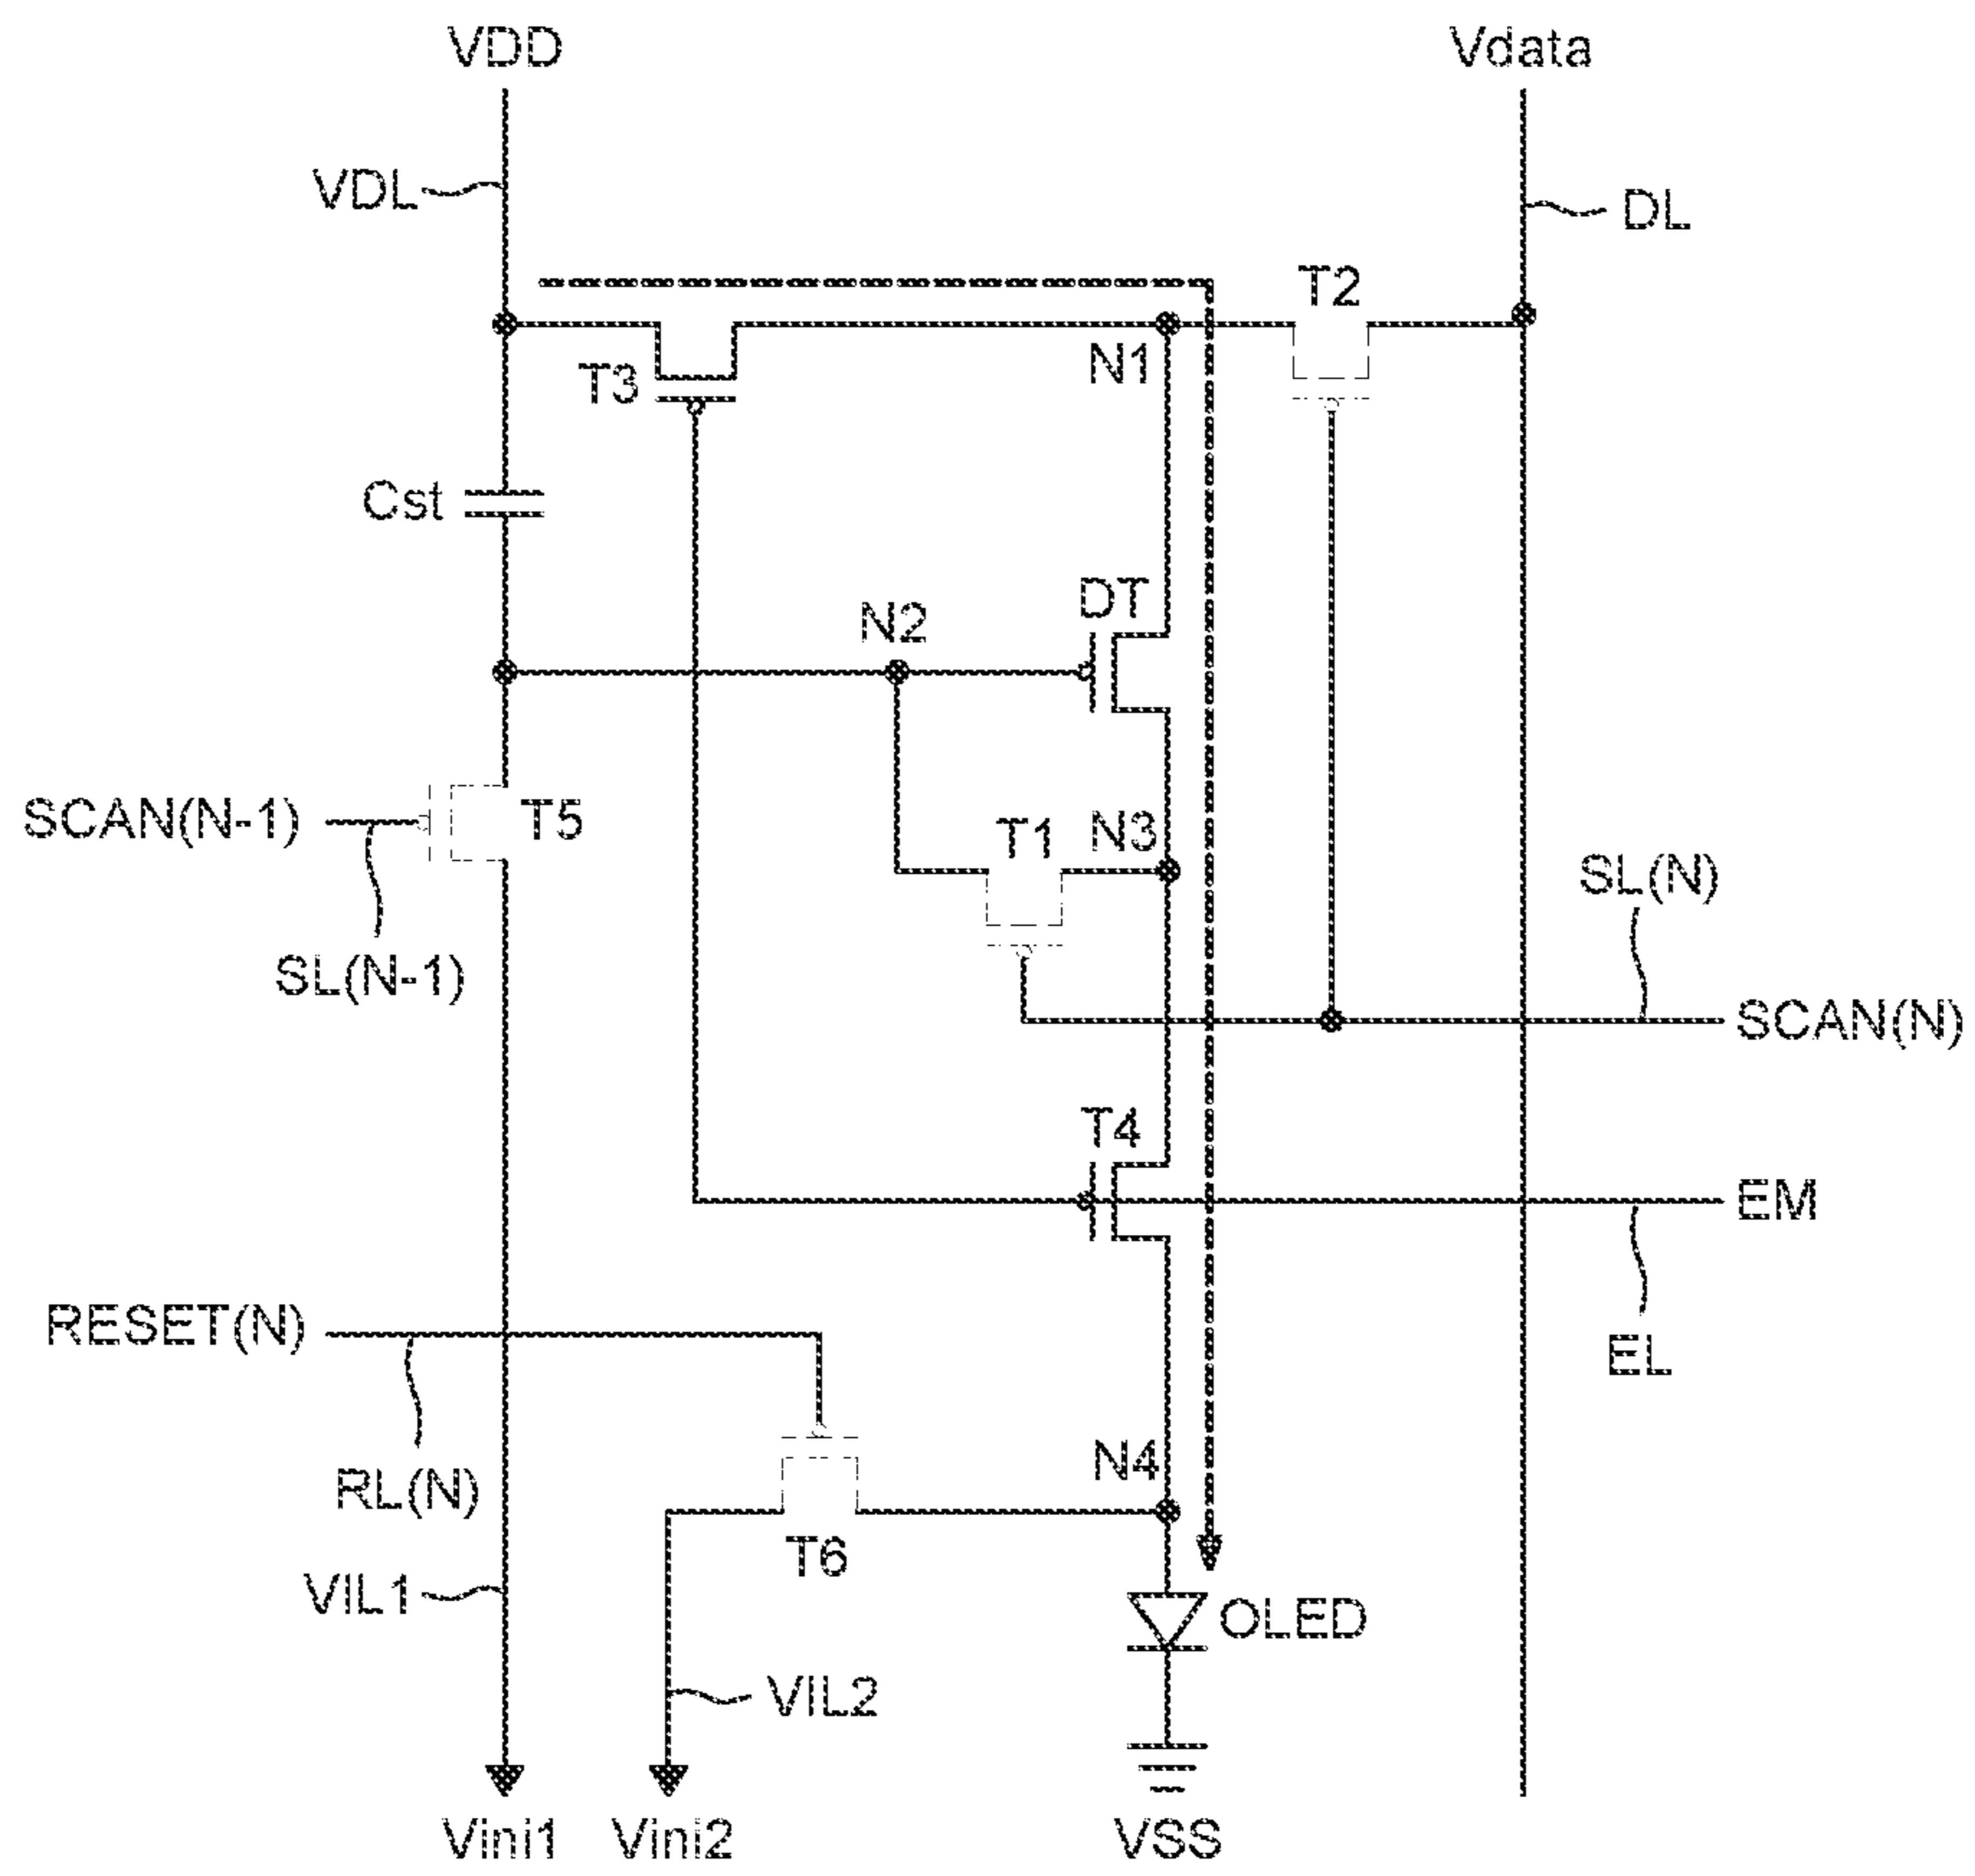 VDD
Vdata
VDL
DL
T2
T3
N1
Cst
DT
N2
SCAN(N-1)
T5
T1
N3
SL(N)
SL(N-1)
SCAN(N)
T4
EM
RESET(N)
EL
N4
RL(N)
T6
VIL1
OLED
VIL2
Vini1
Vini2
VSS